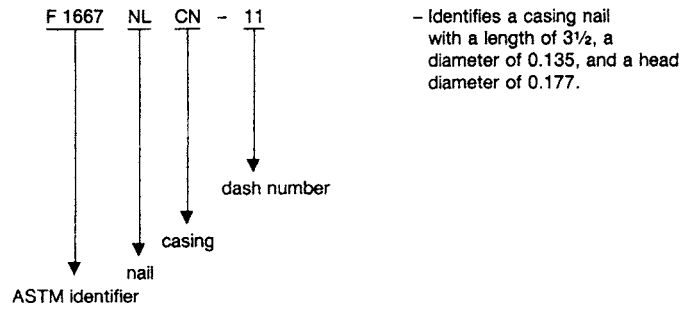 F 1667 NL CN - 11
– Identifies a casing nail
with a length of 3½, a
diameter of 0.135, and a head
diameter of 0.177.
dash number
casing
nail
ASTM identifier